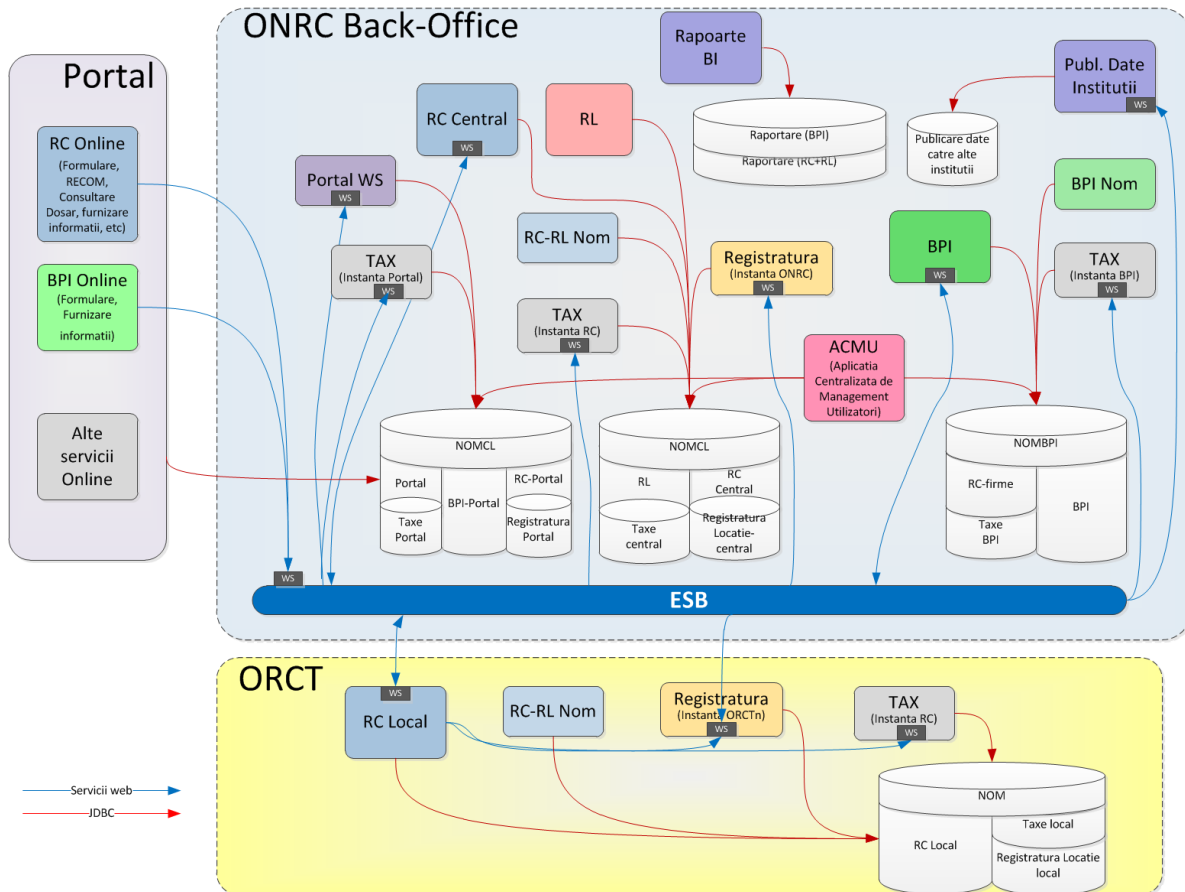 ONRC Back-Office
Portal
RC Online
(Formulare,
RECOM,
Consultare
Dosar, furnizare
informatii, etc)
BPI Online
(Formulare,
Furnizare
informatii)
Alte
servicii
Online
Rapoarte
BI
Publ. Date
Institutii
WS
RC Central
WS
RL
Raportare (BPI)
Raportare (RC+RL)
Publicare date
catre alte
institutii
Portal WS
WS
BPI Nom
RC-RL Nom
TAX
(Instanta Portal)
WS
Registratura
(Instanta ONRC)
WS
BPI
WS
TAX
(Instanta BPI)
WS
TAX
(Instanta RC)
WS
ACMU
(Aplicatia
Centralizata de
Management
Utilizatori)
NOMCL
Portal
BPI-Portal
RC-Portal
Taxe
Portal
Registratura
Portal
NOMCL
RL
RC
Central
Taxe
central
Registratura
Locatie-
central
NOMBPI
RC-firme
BPI
Taxe
BPI
WS
ESB
ORCT
WS
RC Local
RC-RL Nom
Registratura
(Instanta ORCTn)
WS
TAX
(Instanta RC)
WS
NOM
RC Local
Taxe local
Registratura Locatie
local
Servicii web
JDBC